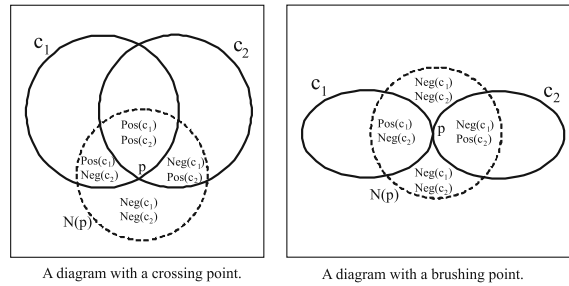 c₁
c₂
Pos(c₁)
Pos(c₂)
Pos(c₁)
Neg(c₂)
p
Neg(c₁)
Pos(c₂)
Neg(c₁)
Neg(c₂)
N(p)
A diagram with a crossing point.
c₁
c₂
Neg(c₁)
Neg(c₂)
Pos(c₁)
Neg(c₂)
p
Neg(c₁)
Pos(c₂)
Neg(c₁)
Neg(c₂)
N(p)
A diagram with a brushing point.